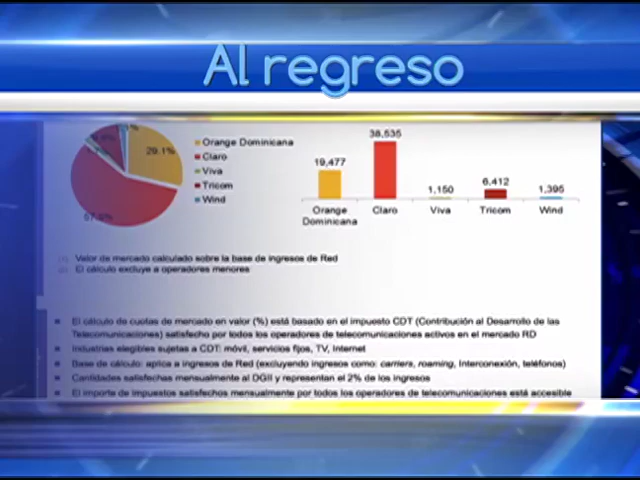 Al regreso
29.1%
Orange Dominicana
Claro
Viva
Tricom
Wind
19,477
38,535
1,150
6,412
1,395
Orange Dominicana
Claro
Viva
Tricom
Wind
Valor de mercado calculado sobre la base de ingresos de Red
El cálculo excluye a operadores menores
El cálculo de cuotas de mercado en valor (%) está basado en el impuesto CDT (Contribución al Desarrollo de las
Telecomunicaciones) satisfecho por todos los operadores de telecomunicaciones activos en el mercado RD
Industrias elegibles sujetas a CDT: móvil, servicios fijos, TV, Internet
Base de cálculo: aplica a ingresos de Red (excluyendo ingresos como: carriers, roaming, Interconexión, teléfonos)
Cantidades satisfechas mensualmente al DGII y representan el 2% de los ingresos
El importe de impuestos satisfechos mensualmente por todos los operadores de telecomunicaciones está accesible